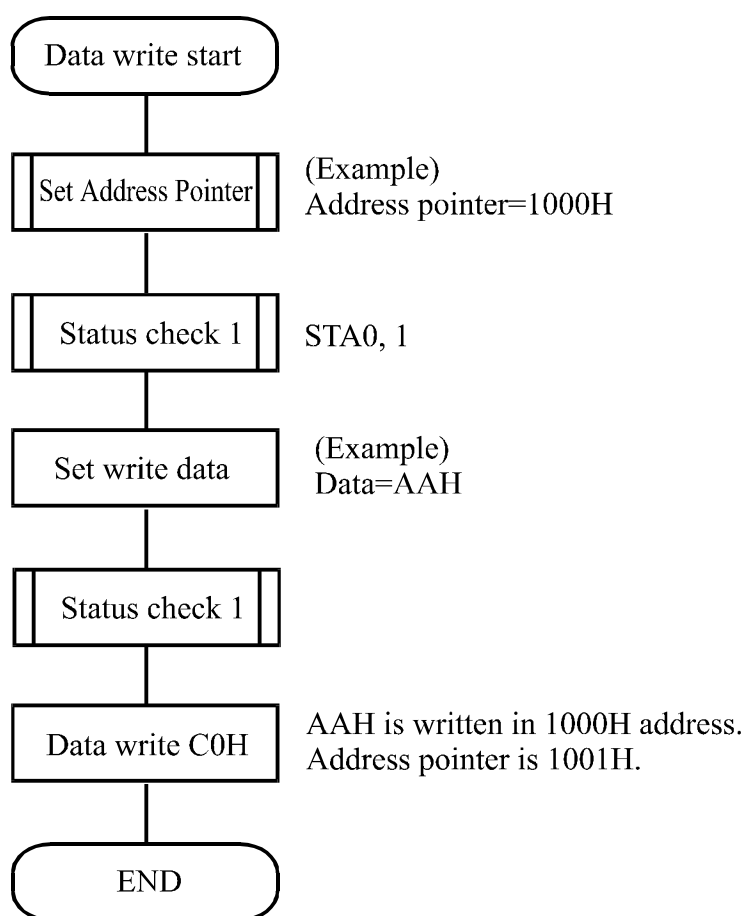 Data write start
Set Address Pointer
(Example)
Address pointer=1000H
Status check 1
STA0, 1
Set write data
(Example)
Data=AAH
Status check 1
Data write C0H
AAH is written in 1000H address.
Address pointer is 1001H.
END